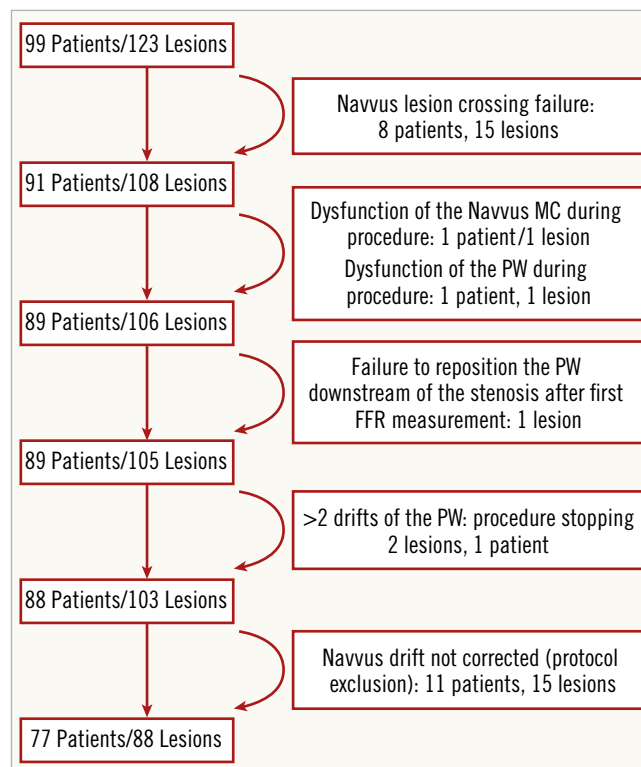 99 Patients/123 Lesions
Navvus lesion crossing failure:
8 patients, 15 lesions
91 Patients/108 Lesions
Dysfunction of the Navvus MC during
procedure: 1 patient/1 lesion
Dysfunction of the PW during
procedure: 1 patient, 1 lesion
89 Patients/106 Lesions
Failure to reposition the PW
downstream of the stenosis after first
FFR measurement: 1 lesion
89 Patients/105 Lesions
>2 drifts of the PW: procedure stopping
2 lesions, 1 patient
88 Patients/103 Lesions
Navvus drift not corrected (protocol
exclusion): 11 patients, 15 lesions
77 Patients/88 Lesions